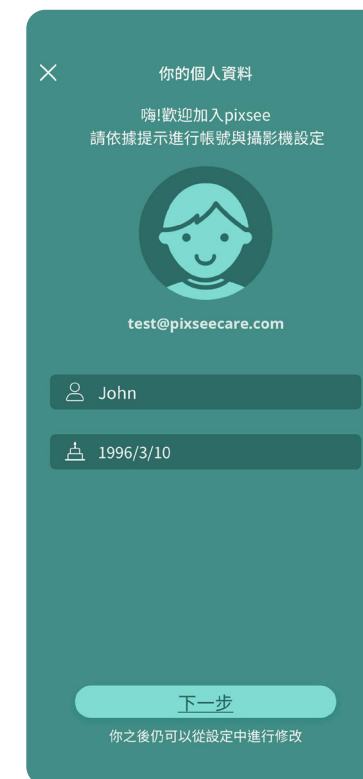 你的個人資料
嗨!歡迎加入pixsee
請依據提示進行帳號與攝影機設定
test@pixseecare.com
John
1996/3/10
下一步
你之後仍可以從設定中進行修改